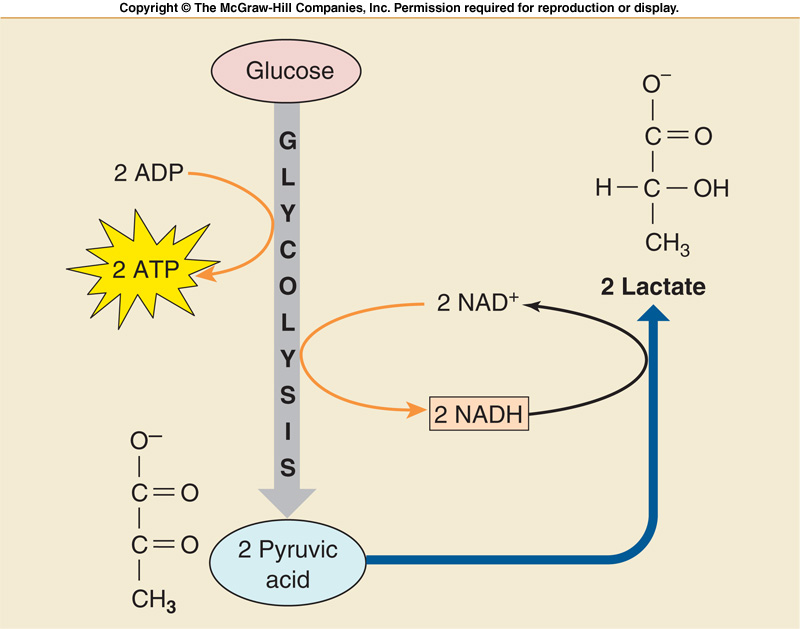 Copyright © The McGraw-Hill Companies, Inc. Permission required for reproduction or display.
Glucose
G
L
Y
C
O
L
Y
S
I
S
2 ADP
2 ATP
2 NAD+
2 NADH
O–
C=O
H–C–OH
CH3
2 Lactate
O–
C=O
C=O
CH3
2 Pyruvic
acid